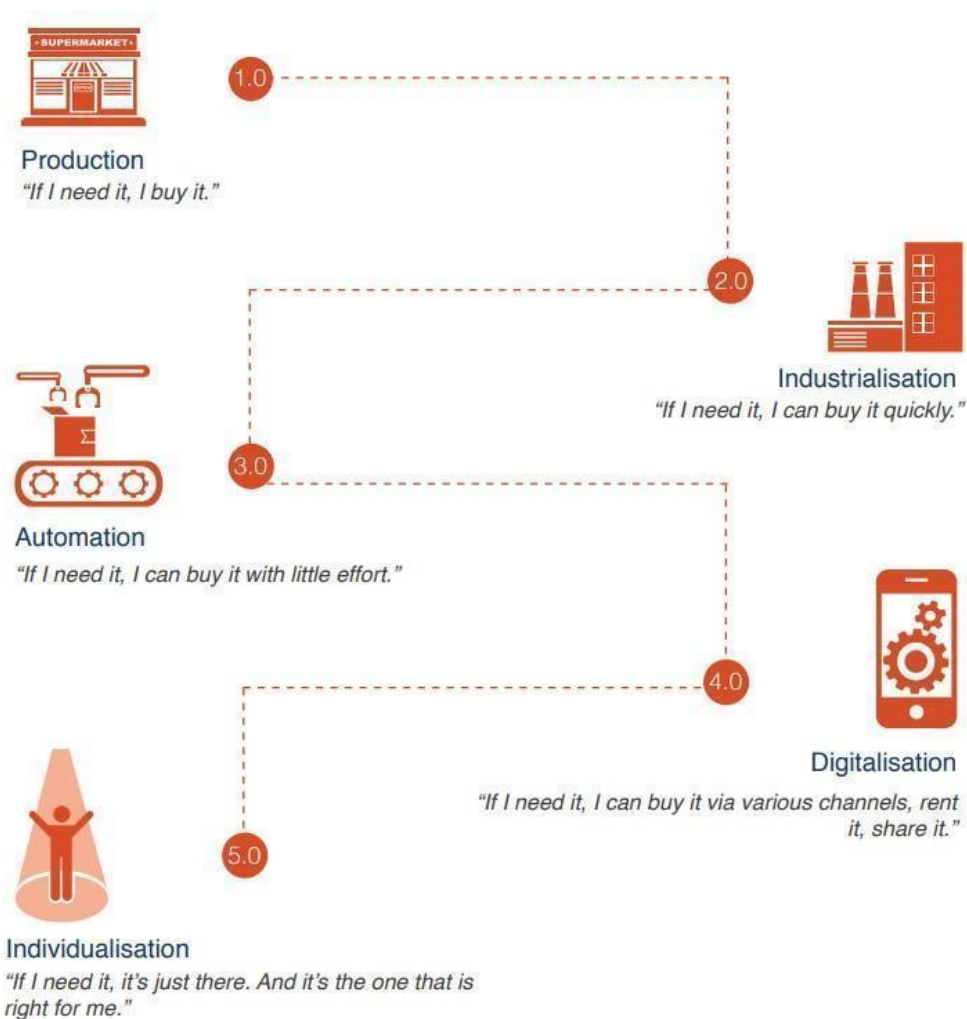 SUPERMARKET
1.0
Production
“If I need it, I buy it.”
2.0
Industrialisation
“If I need it, I can buy it quickly.”
3.0
Automation
“If I need it, I can buy it with little effort.”
4.0
Digitalisation
“If I need it, I can buy it via various channels, rent
it, share it.”
5.0
Individualisation
“If I need it, it’s just there. And it’s the one that is
right for me.”